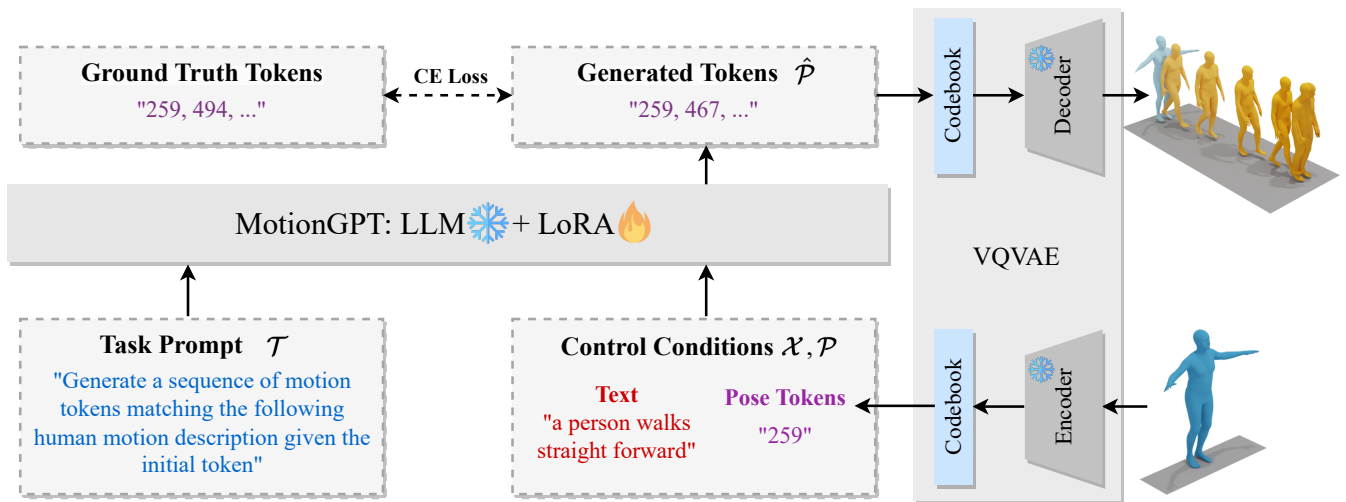 Ground Truth Tokens
"259, 494, ..."
CE Loss
Generated Tokens 𝒫̂
"259, 467, ..."
Codebook
Decoder
MotionGPT: LLM + LoRA
VQVAE
Task Prompt 𝒯
"Generate a sequence of motion
tokens matching the following
human motion description given the
initial token"
Control Conditions 𝒳, 𝒫
Text
"a person walks
straight forward"
Pose Tokens
"259"
Codebook
Encoder